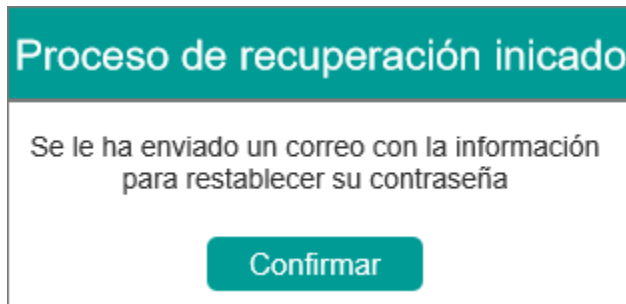 Proceso de recuperación inicado
Se le ha enviado un correo con la información
para restablecer su contraseña
Confirmar